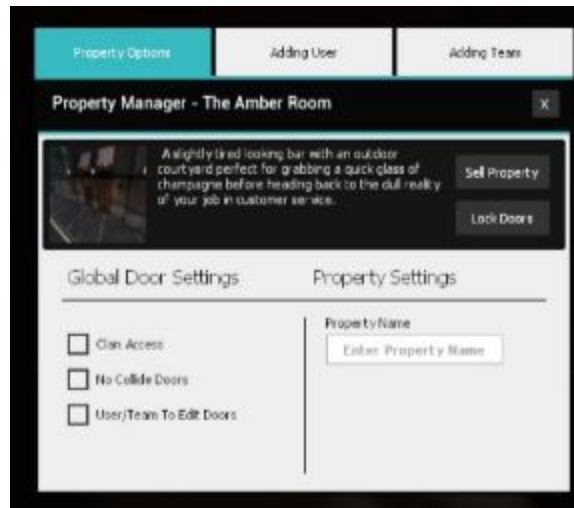 Property Options
Adding User
Adding Team
Property Manager - The Amber Room
X
A slightly tired looking bar with an outdoor
courtyard perfect for grabbing a quick glass of
champagne before heading back to the dull reality
of your job in customer service.
Sell Property
Lock Doors
Global Door Settings
Property Settings
Clan Access
No Collide Doors
User/Team To Edit Doors
Property Name
Enter Property Name